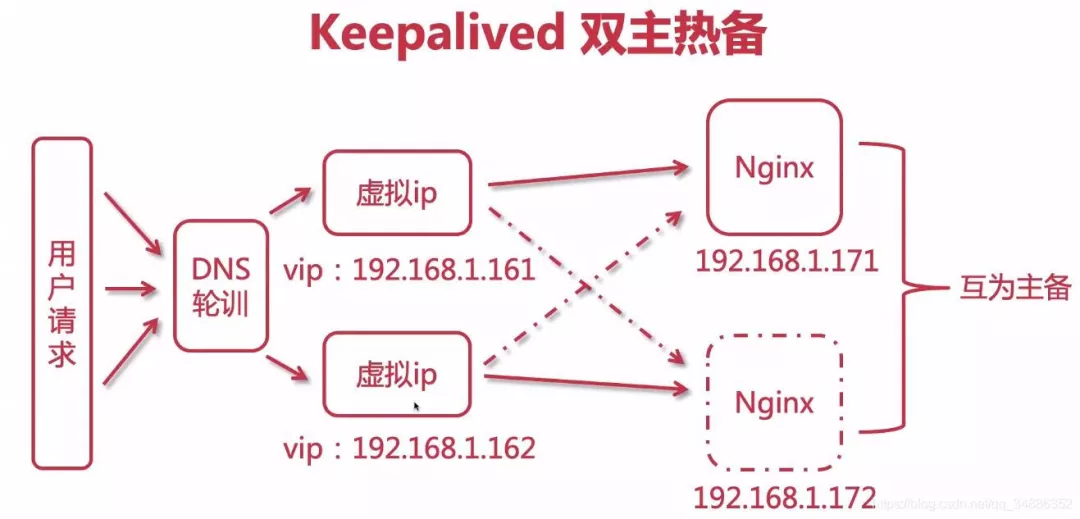 Keepalived 双主热备
用户请求
DNS
轮训
虚拟ip
vip：192.168.1.161
虚拟ip
vip：192.168.1.162
Nginx
192.168.1.171
Nginx
192.168.1.172
互为主备
https://blog.csdn.net/qq_34886352